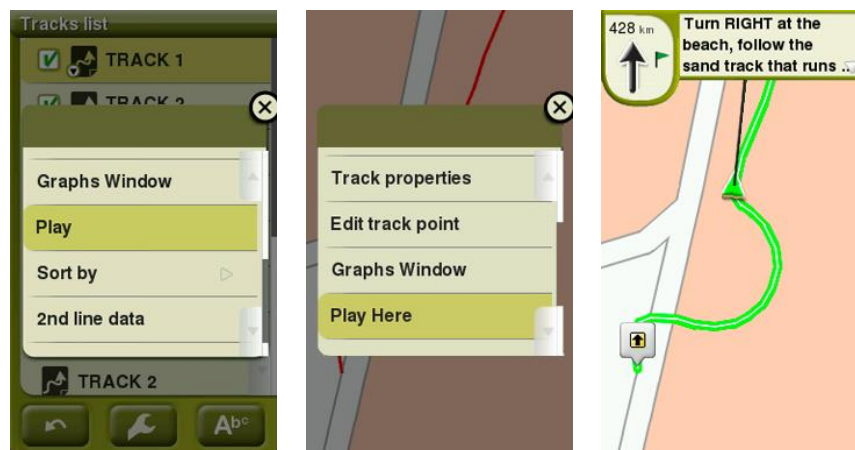 Tracks list
TRACK 1
TRACK 2
Graphs Window
Play
Sort by
2nd line data
TRACK 2
Abc
Track properties
Edit track point
Graphs Window
Play Here
428 km
Turn RIGHT at the
beach, follow the
sand track that runs ..